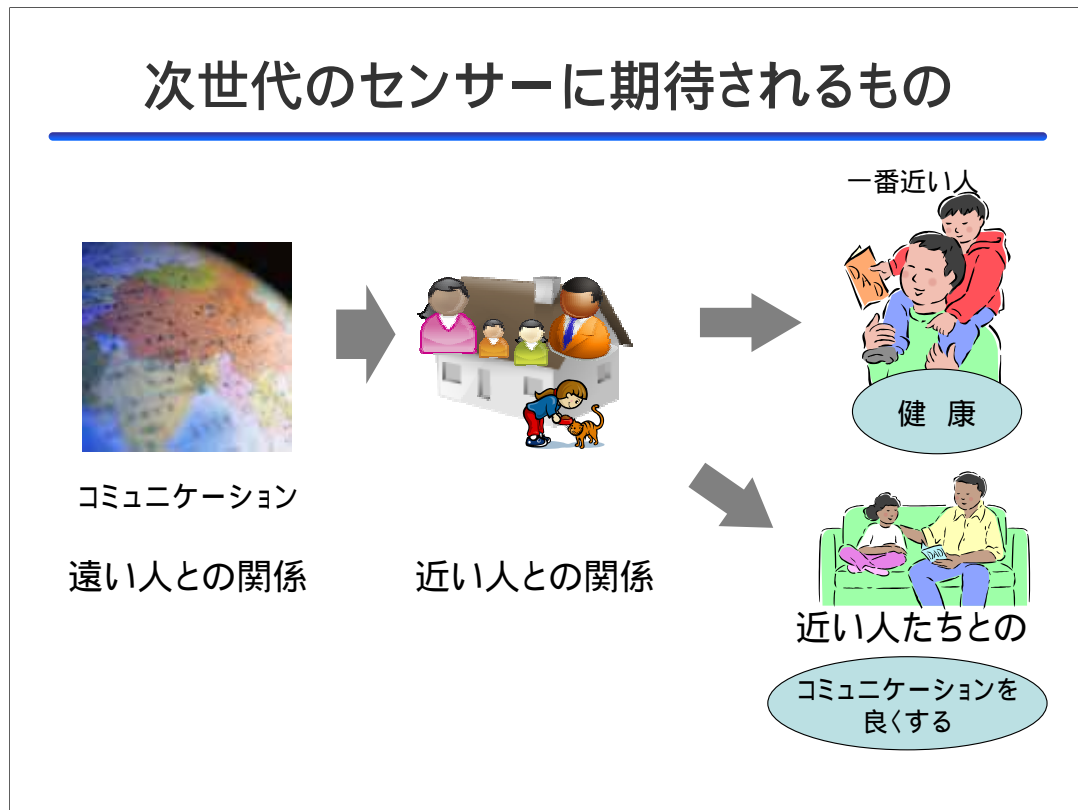 次世代のセンサーに期待されるもの
一番近い人
健 康
コミュニケーション
遠い人との関係
近い人との関係
近い人たちとの
コミュニケーションを
良くする